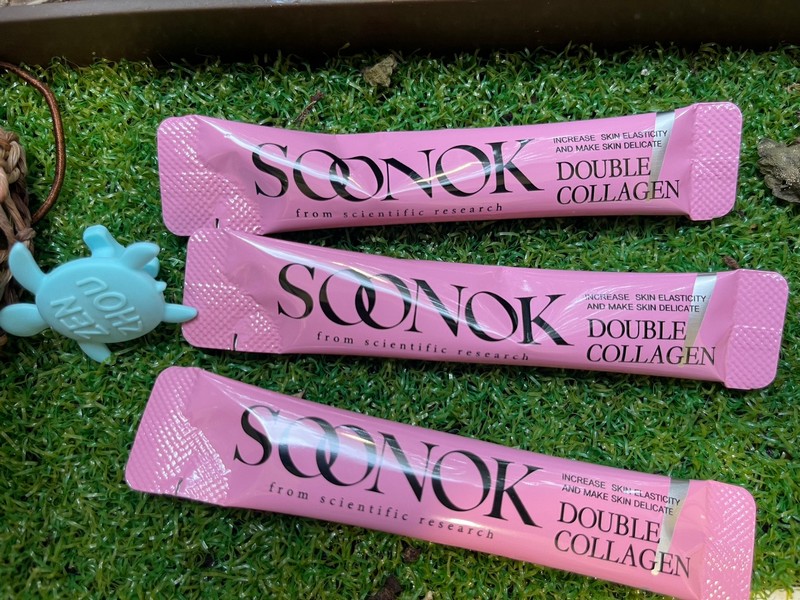 SOONOK
from scientific research
INCREASE SKIN ELASTICITY
AND MAKE SKIN DELICATE
DOUBLE
COLLAGEN
SOONOK
from scientific research
INCREASE SKIN ELASTICITY
AND MAKE SKIN DELICATE
DOUBLE
COLLAGEN
ZHOU
ZEN
SOONOK
from scientific research
INCREASE SKIN ELASTICITY
AND MAKE SKIN DELICATE
DOUBLE
COLLAGEN